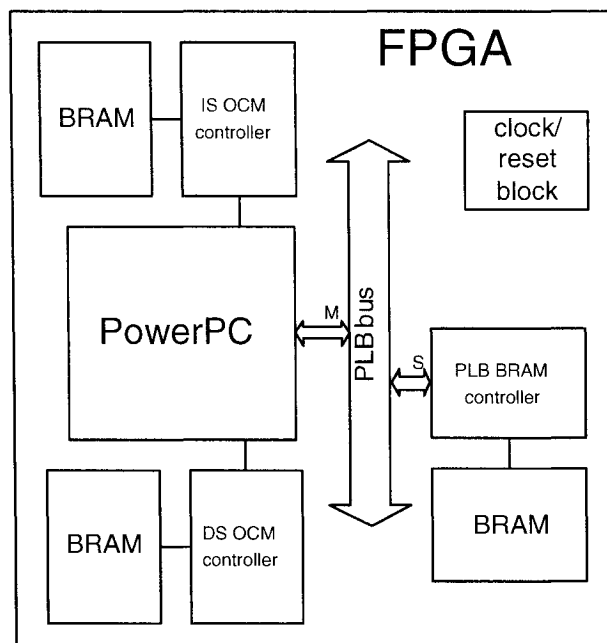 FPGA
BRAM
IS OCM
controller
clock/
reset
block
PowerPC
M
PLB bus
S
PLB BRAM
controller
BRAM
DS OCM
controller
BRAM